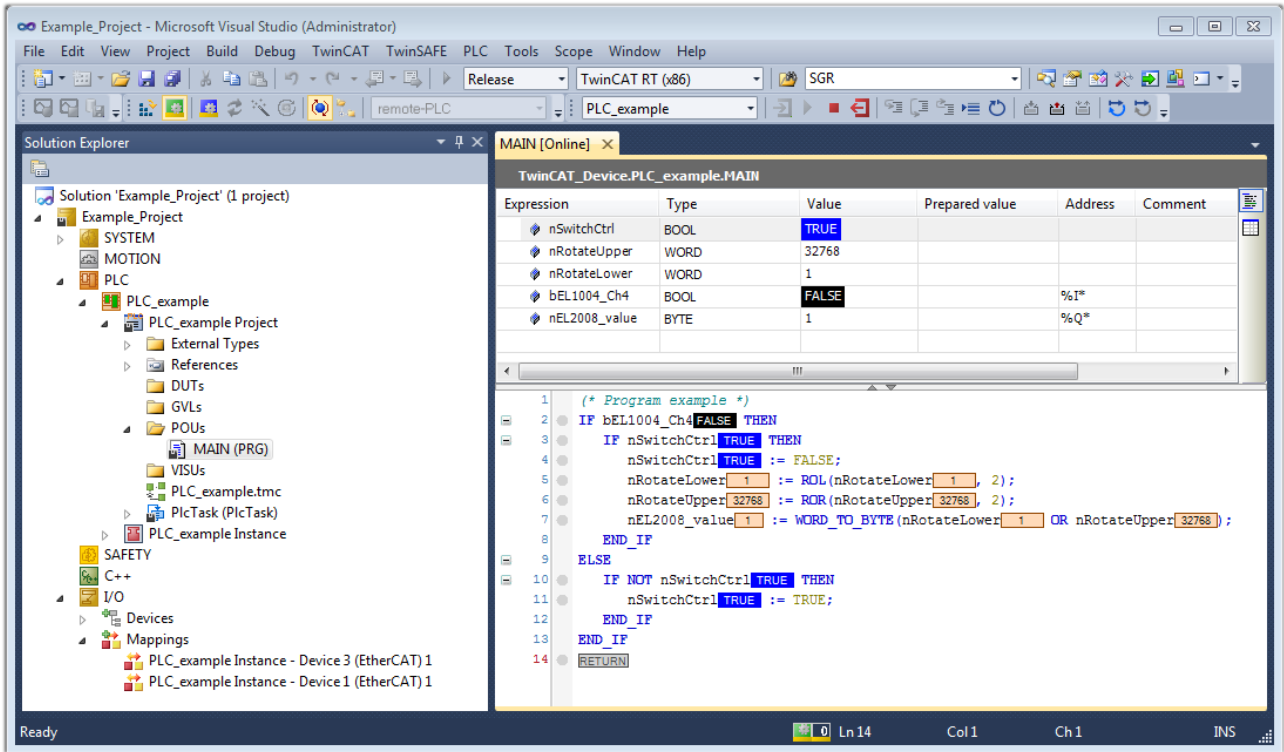 Example_Project - Microsoft Visual Studio (Administrator)
File Edit View Project Build Debug TwinCAT TwinSAFE PLC Tools Scope Window Help
Release TwinCAT RT (x86) SGR
remote-PLC PLC_example
Solution Explorer
Solution 'Example_Project' (1 project)
Example_Project
SYSTEM
MOTION
PLC
PLC_example
PLC_example Project
External Types
References
DUTs
GVLs
POUs
MAIN (PRG)
VISUs
PLC_example.tmc
PlcTask (PlcTask)
PLC_example Instance
SAFETY
C++
I/O
Devices
Mappings
PLC_example Instance - Device 3 (EtherCAT) 1
PLC_example Instance - Device 1 (EtherCAT) 1
MAIN [Online]
TwinCAT_Device.PLC_example.MAIN
Expression Type Value Prepared value Address Comment
nSwitchCtrl BOOL TRUE
nRotateUpper WORD 32768
nRotateLower WORD 1
bEL1004_Ch4 BOOL FALSE %I*
nEL2008_value BYTE 1 %Q*
1 (* Program example *)
2 IF bEL1004_Ch4 FALSE THEN
3 IF nSwitchCtrl TRUE THEN
4 nSwitchCtrl TRUE := FALSE;
5 nRotateLower 1 := ROL(nRotateLower 1 , 2);
6 nRotateUpper 32768 := ROR(nRotateUpper 32768 , 2);
7 nEL2008_value 1 := WORD_TO_BYTE(nRotateLower 1 OR nRotateUpper 32768 );
8 END_IF
9 ELSE
10 IF NOT nSwitchCtrl TRUE THEN
11 nSwitchCtrl TRUE := TRUE;
12 END_IF
13 END_IF
14 RETURN
Ready 0 Ln 14 Col 1 Ch 1 INS